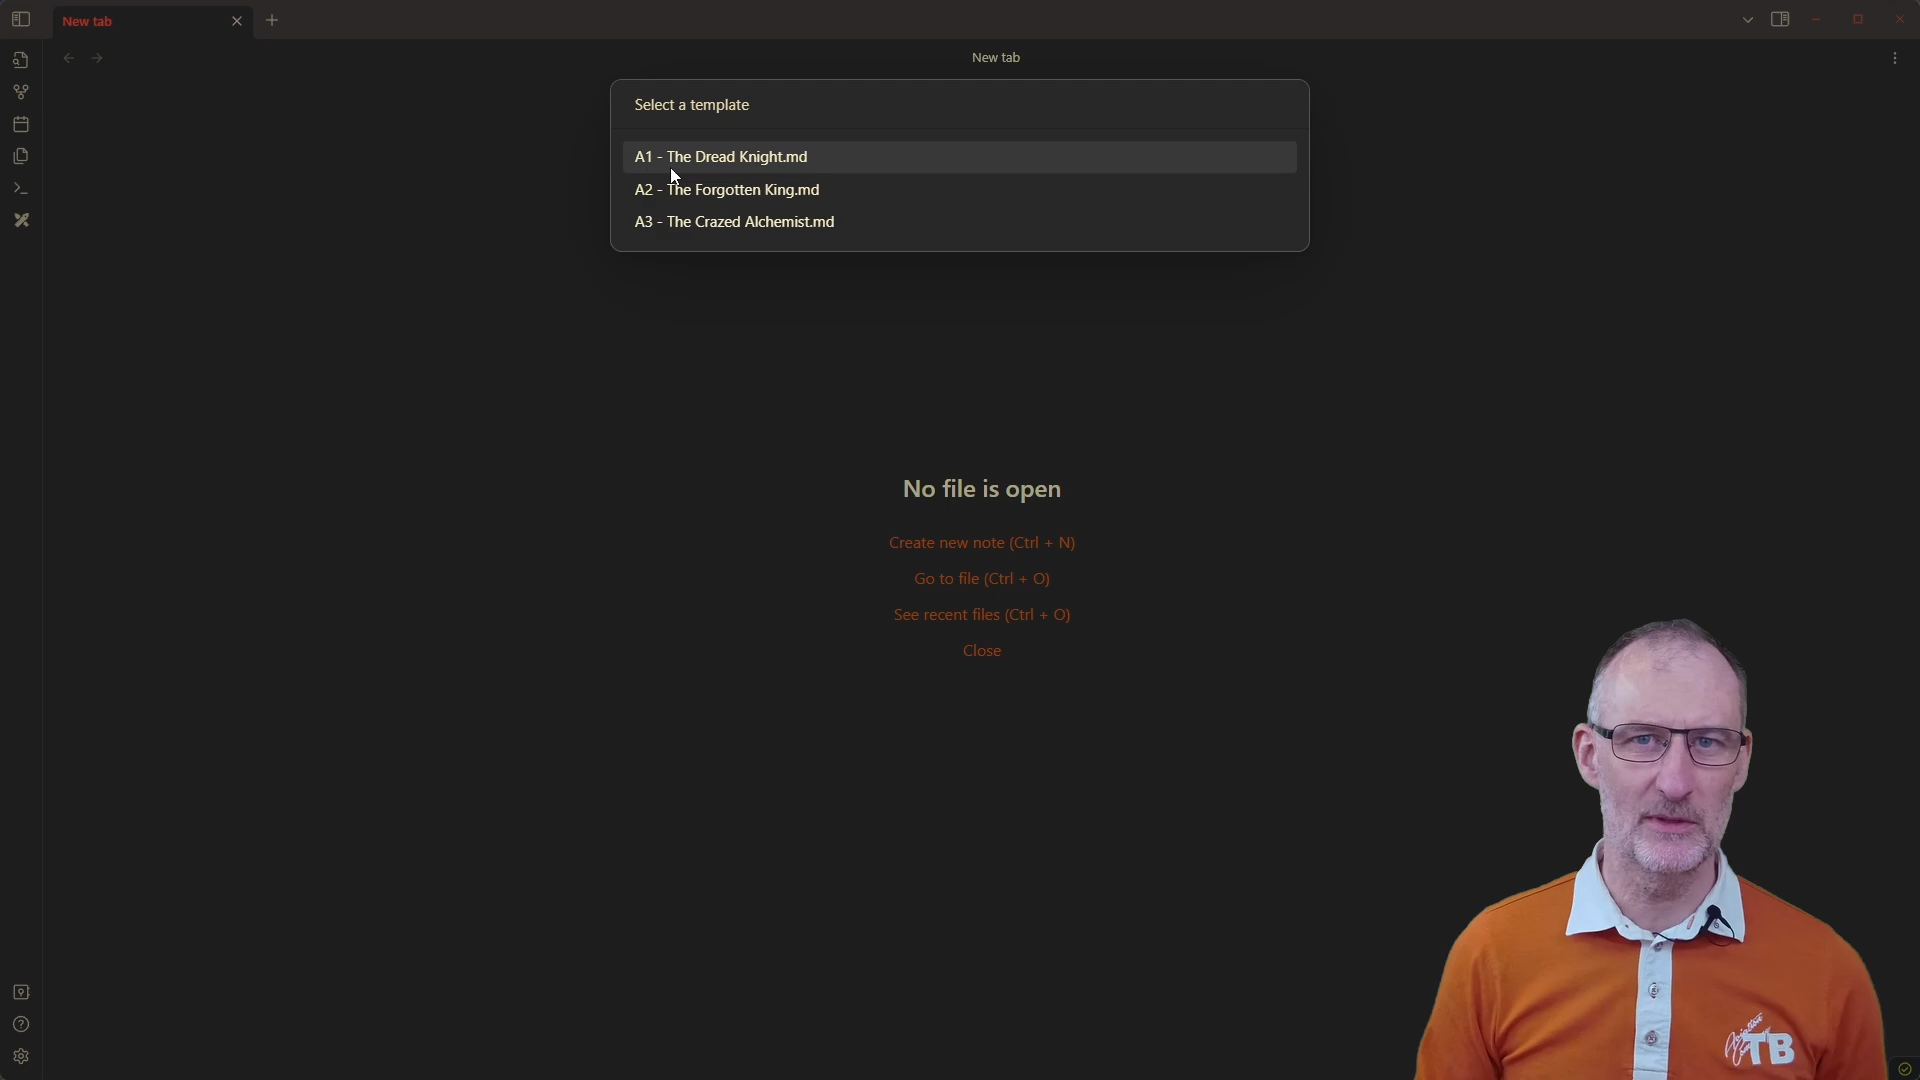 New tab
New tab
Select a template
A1 - The Dread Knight.md
A2 - The Forgotten King.md
A3 - The Crazed Alchemist.md
No file is open
Create new note (Ctrl + N)
Go to file (Ctrl + O)
See recent files (Ctrl + O)
Close
TB